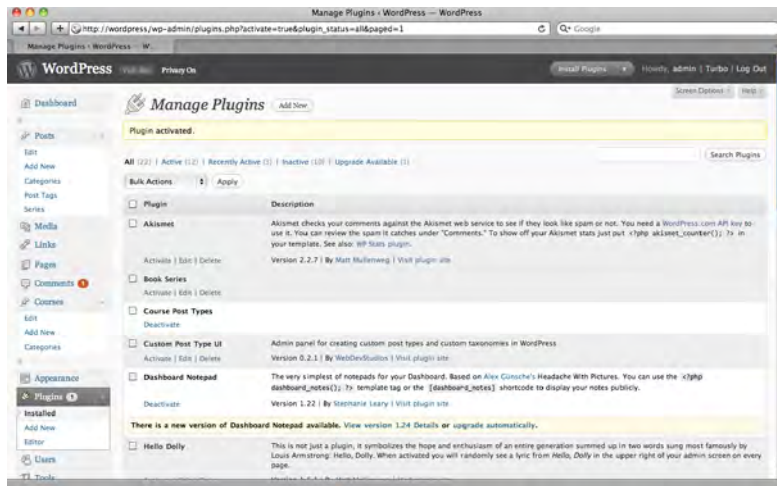 Manage Plugins ‹ WordPress — WordPress
http://wordpress/wp-admin/plugins.php?activate=true&plugin_status=all&paged=1
Google
Manage Plugins ‹ WordPress — W...
WordPress
Privacy On
Install Plugins
Howdy, admin | Turbo | Log Out
Screen Options
Help
Dashboard
Manage Plugins
Add New
Plugin activated.
Posts
Edit
Add New
Categories
Post Tags
Series
Media
Links
Pages
Comments
Courses
Edit
Add New
Categories
Appearance
Plugins 1
Installed
Add New
Editor
Users
Tools
Search Plugins
All (22) | Active (12) | Recently Active (3) | Inactive (10) | Upgrade Available (1)
Bulk Actions
Apply
Plugin
Description
Akismet
Akismet checks your comments against the Akismet web service to see if they look like spam or not. You need a WordPress.com API key to
use it. You can review the spam it catches under "Comments." To show off your Akismet stats just put <?php akismet_counter(); ?> in
your template. See also: WP Stats plugin.
Activate | Edit | Delete
Version 2.2.7 | By Matt Mullenweg | Visit plugin site
Book Series
Activate | Edit | Delete
Course Post Types
Deactivate
Custom Post Type UI
Admin panel for creating custom post types and custom taxonomies in WordPress
Activate | Edit | Delete
Version 0.2.1 | By WebDevStudios | Visit plugin site
Dashboard Notepad
The very simplest of notepads for your Dashboard. Based on Alex Günsche's Headache With Pictures. You can use the <?php
dashboard_notes(); ?> template tag or the [dashboard_notes] shortcode to display your notes publicly.
Deactivate
Version 1.22 | By Stephanie Leary | Visit plugin site
There is a new version of Dashboard Notepad available. View version 1.24 Details or upgrade automatically.
Hello Dolly
This is not just a plugin, it symbolizes the hope and enthusiasm of an entire generation summed up in two words sung most famously by
Louis Armstrong: Hello, Dolly. When activated you will randomly see a lyric from Hello, Dolly in the upper right of your admin screen on every
page.